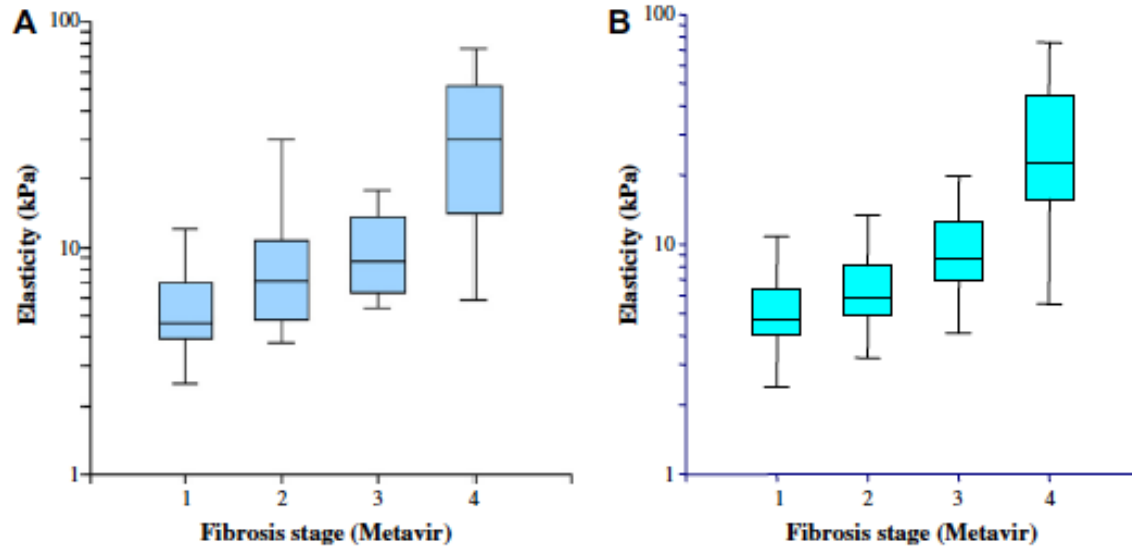 A
100
10
1
Elasticity (kPa)
1 2 3 4
Fibrosis stage (Metavir)
B
100
10
1
Elasticity (kPa)
1 2 3 4
Fibrosis stage (Metavir)